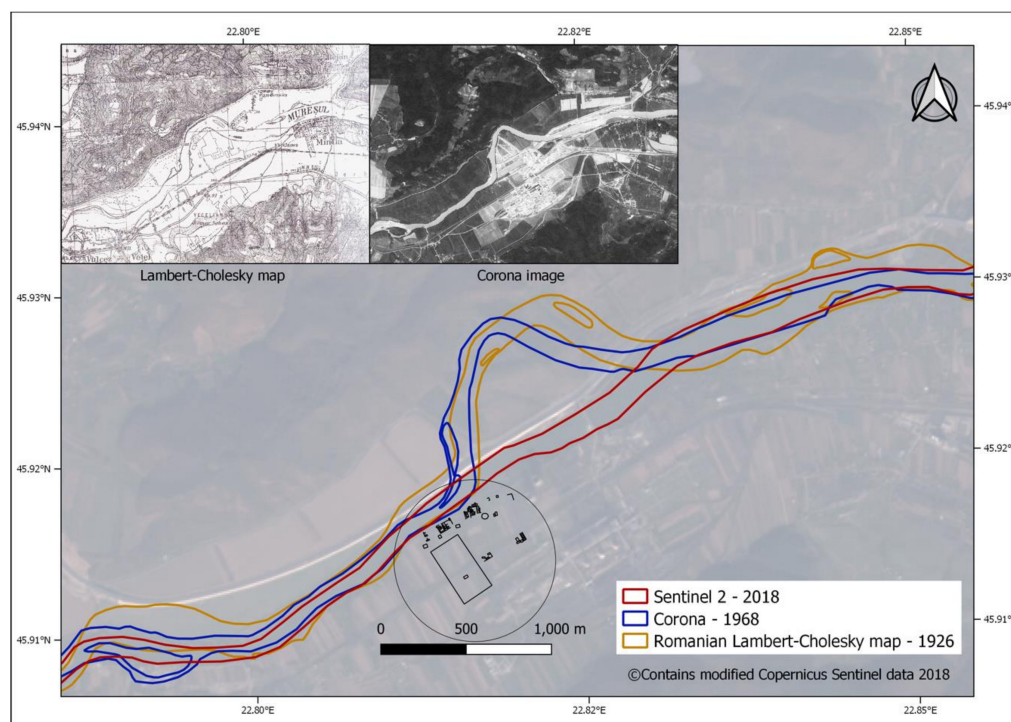 22.80°E
22.82°E
22.85°E
45.94°N
45.94°N
MUREȘUL
Mintia
Lambert-Cholesky map
Corona image
45.93°N
45.93°N
45.92°N
45.92°N
45.91°N
45.91°N
0 500 1,000 m
Sentinel 2 - 2018
Corona - 1968
Romanian Lambert-Cholesky map - 1926
©Contains modified Copernicus Sentinel data 2018
22.80°E
22.82°E
22.85°E